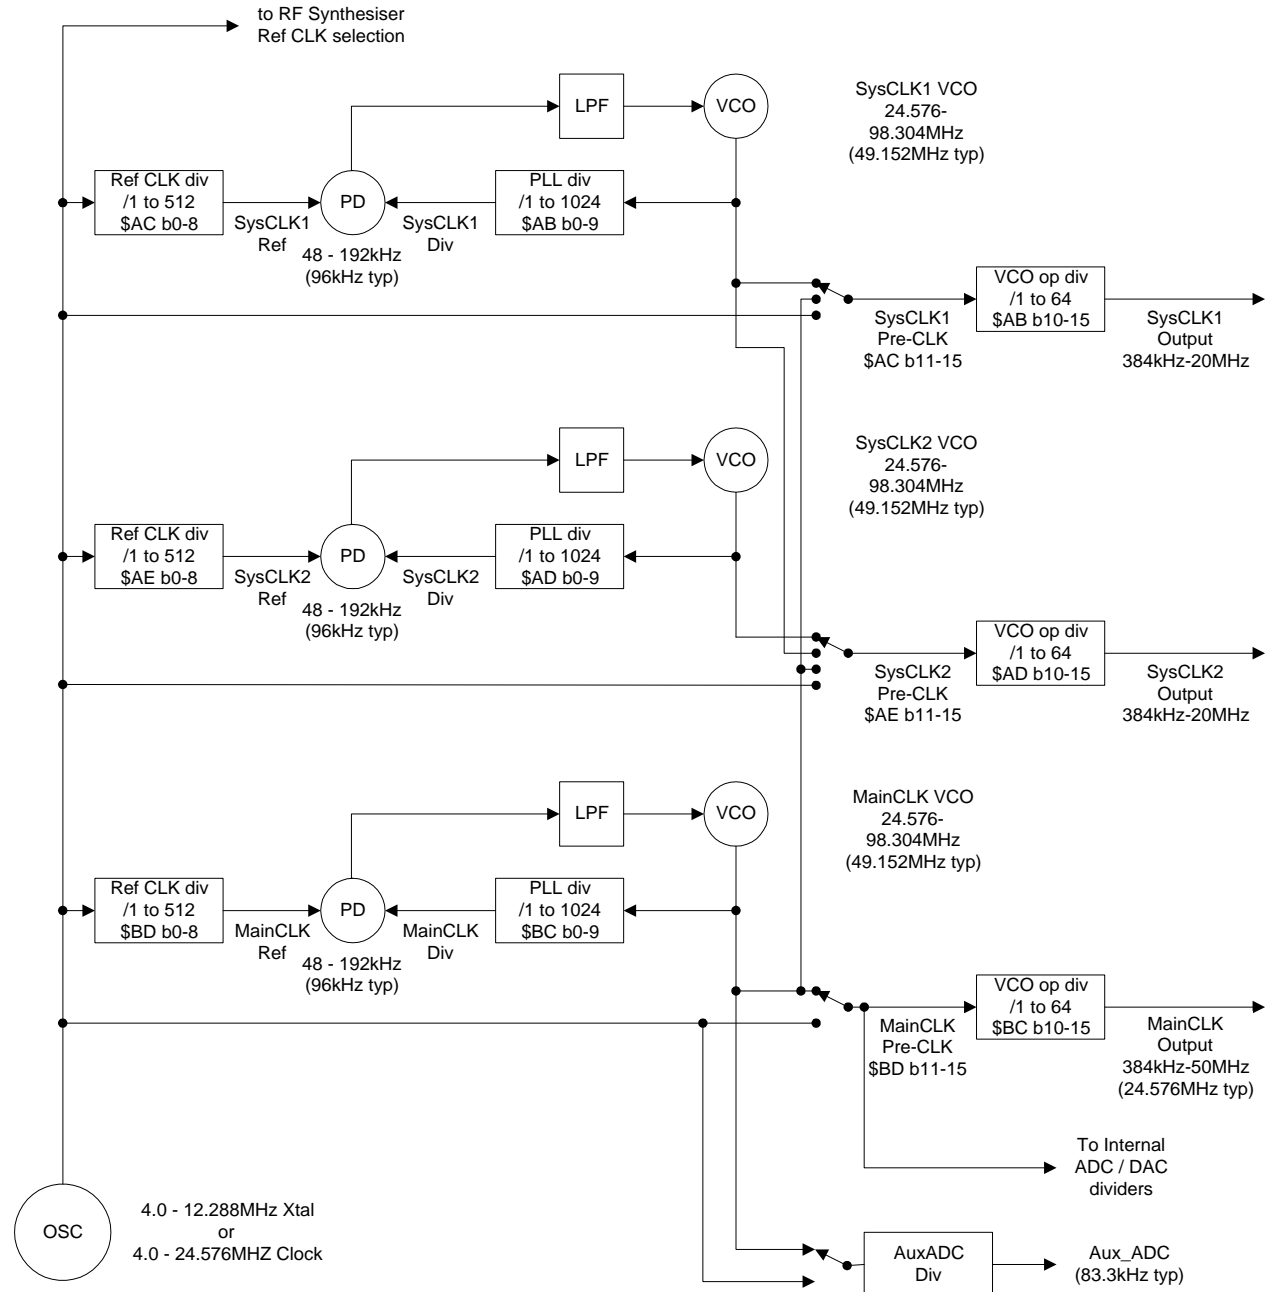 to RF Synthesiser
Ref CLK selection
LPF
VCO
SysCLK1 VCO
24.576-
98.304MHz
(49.152MHz typ)
Ref CLK div
/1 to 512
$AC b0-8
SysCLK1
Ref
PD
48 - 192kHz
(96kHz typ)
SysCLK1
Div
PLL div
/1 to 1024
$AB b0-9
SysCLK1
Pre-CLK
$AC b11-15
VCO op div
/1 to 64
$AB b10-15
SysCLK1
Output
384kHz-20MHz
LPF
VCO
SysCLK2 VCO
24.576-
98.304MHz
(49.152MHz typ)
Ref CLK div
/1 to 512
$AE b0-8
SysCLK2
Ref
PD
48 - 192kHz
(96kHz typ)
SysCLK2
Div
PLL div
/1 to 1024
$AD b0-9
SysCLK2
Pre-CLK
$AE b11-15
VCO op div
/1 to 64
$AD b10-15
SysCLK2
Output
384kHz-20MHz
LPF
VCO
MainCLK VCO
24.576-
98.304MHz
(49.152MHz typ)
Ref CLK div
/1 to 512
$BD b0-8
MainCLK
Ref
PD
48 - 192kHz
(96kHz typ)
MainCLK
Div
PLL div
/1 to 1024
$BC b0-9
MainCLK
Pre-CLK
$BD b11-15
VCO op div
/1 to 64
$BC b10-15
MainCLK
Output
384kHz-50MHz
(24.576MHz typ)
To Internal
ADC / DAC
dividers
OSC
4.0 - 12.288MHz Xtal
or
4.0 - 24.576MHZ Clock
AuxADC
Div
Aux_ADC
(83.3kHz typ)